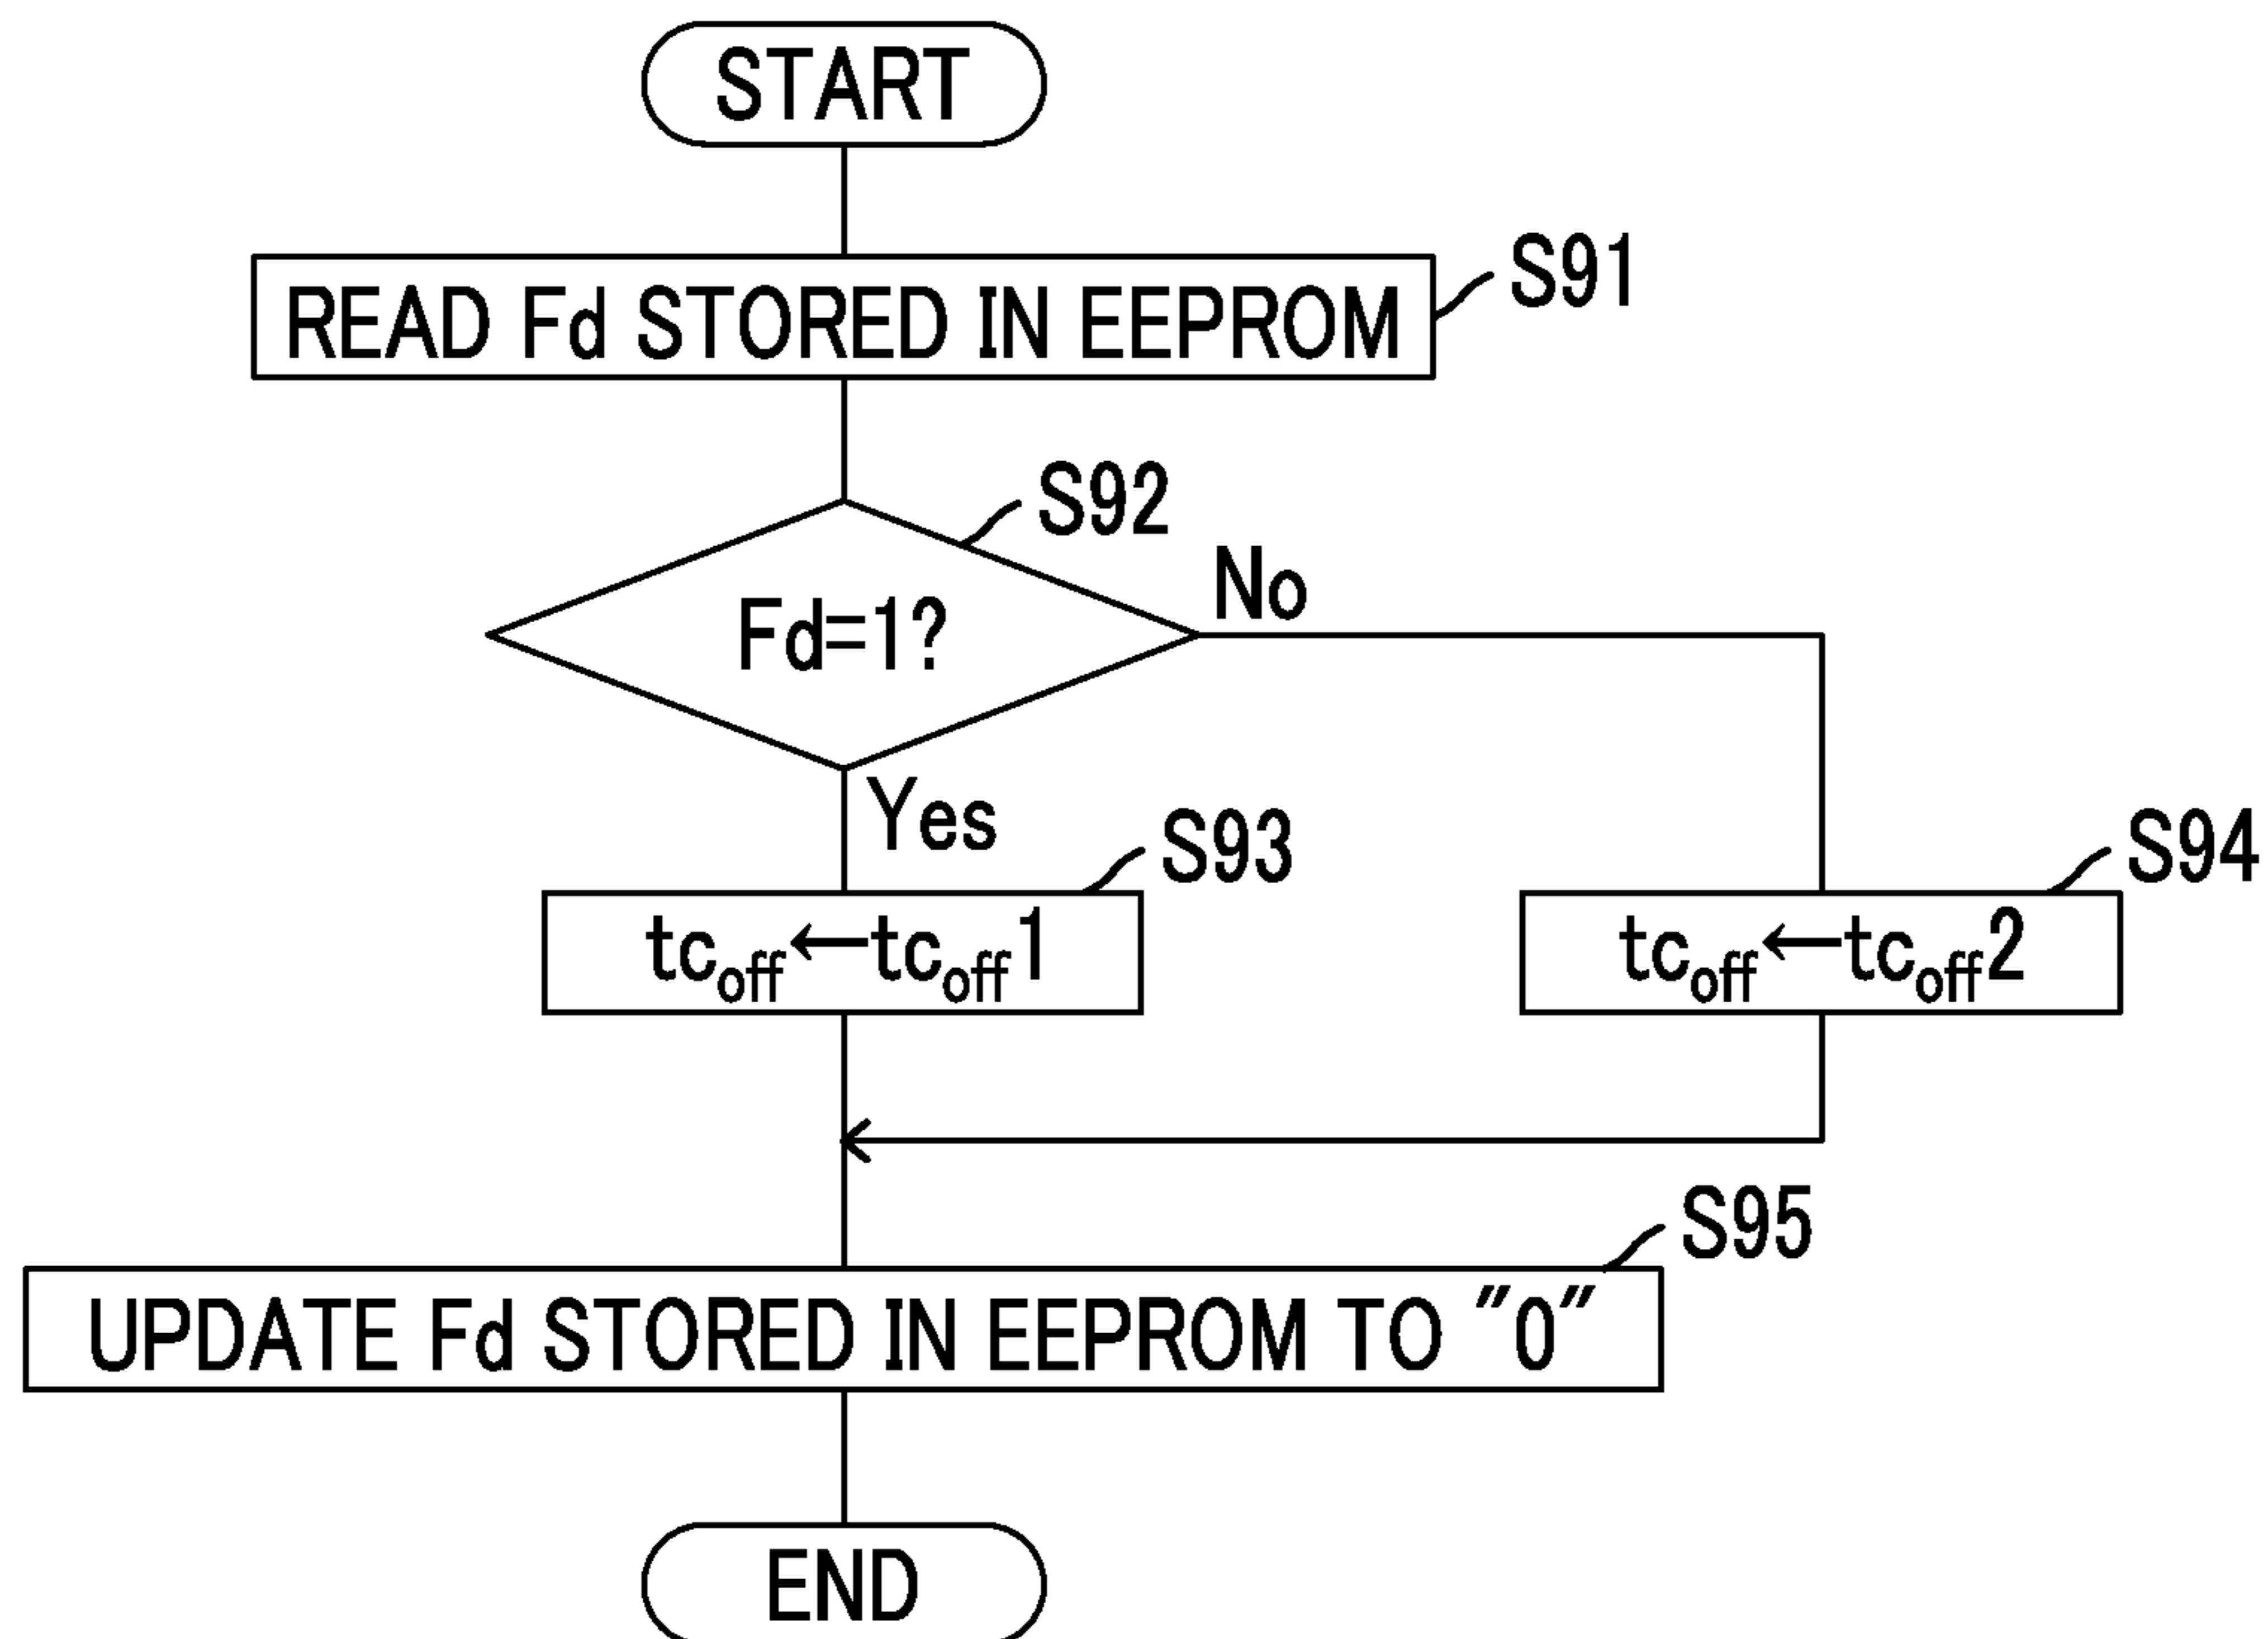 START
READ Fd STORED IN EEPROM
S91
S92
Fd=1?
No
Yes
S93
tcoff←tcoff1
S94
tcoff←tcoff2
S95
UPDATE Fd STORED IN EEPROM TO "0"
END